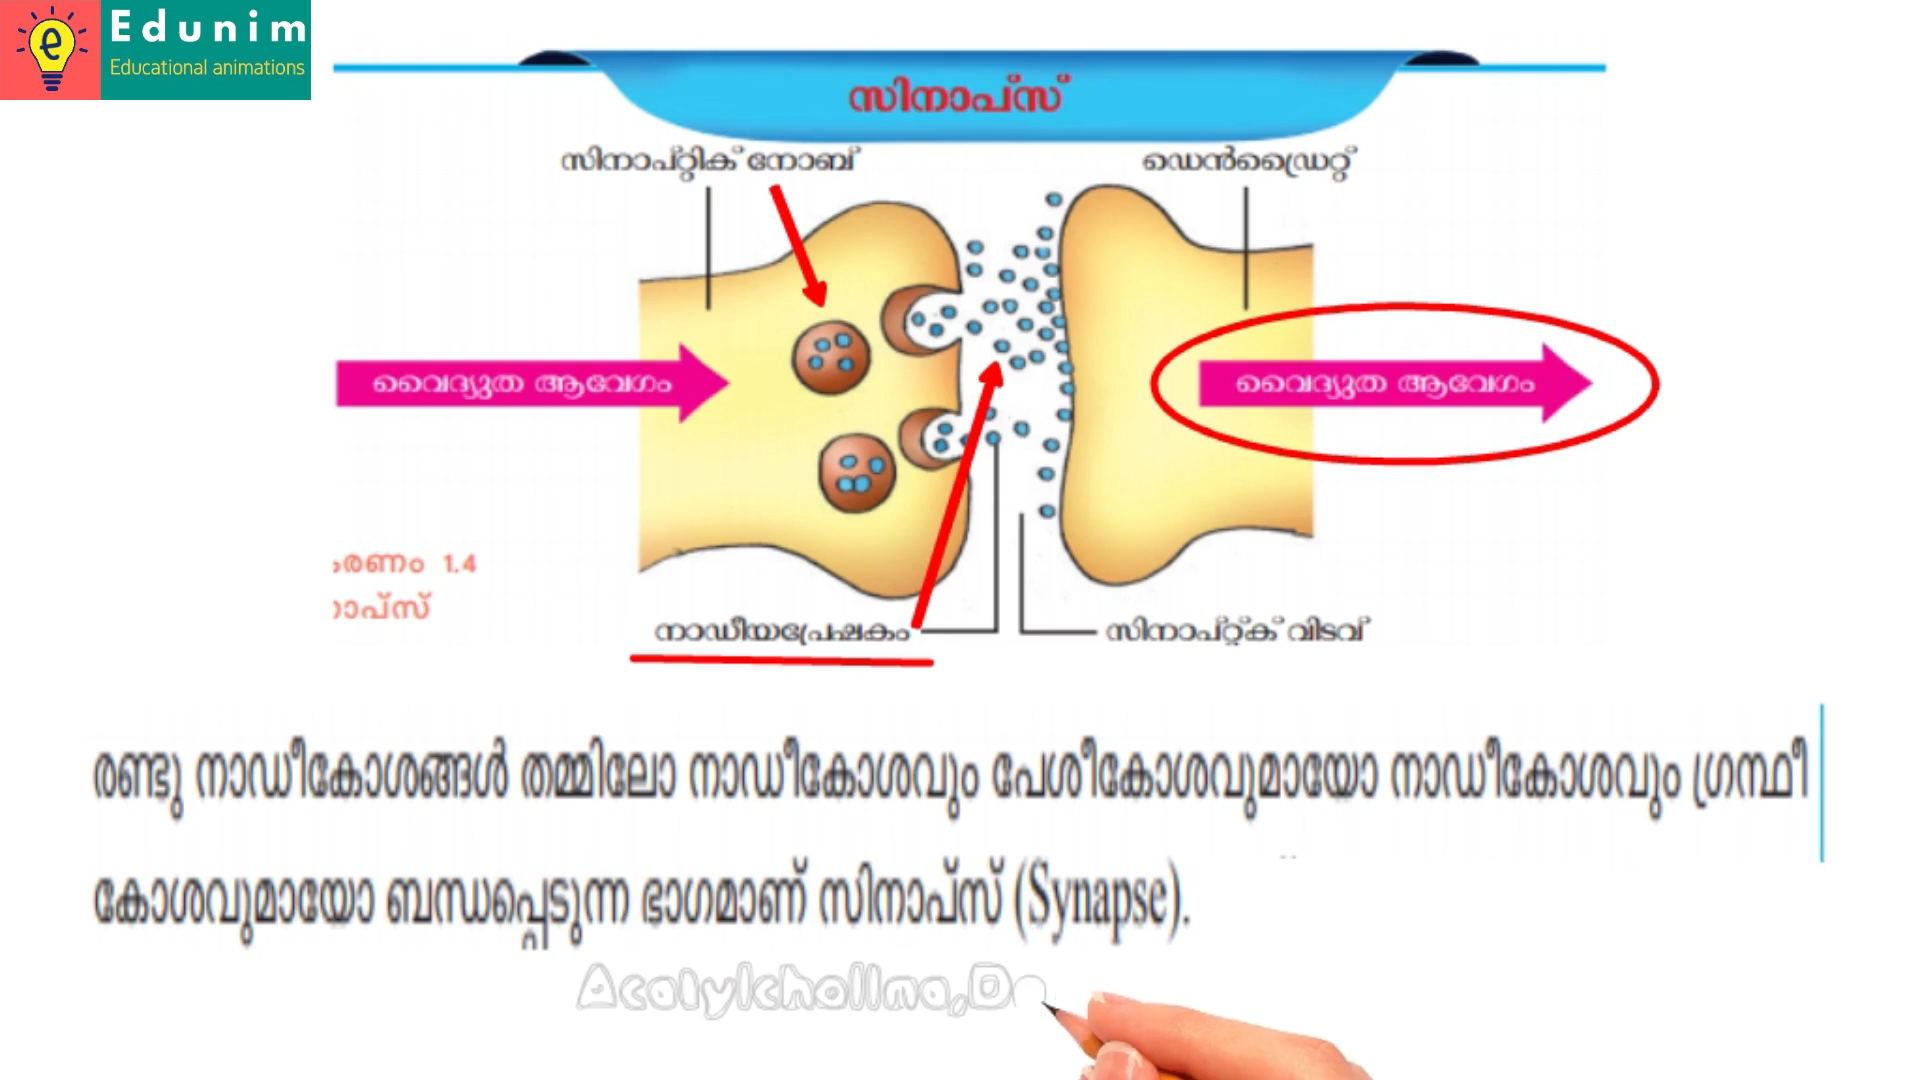 e
Edunim
Educational animations
സിനാപ്സ്
സിനാപ്റ്റിക് നോബ്
ഡെൻഡ്രൈറ്റ്
വൈദ്യുത ആവേഗം
വൈദ്യുത ആവേഗം
1.4
നാഡീയപ്രേഷകം
സിനാപ്റ്റിക് വിടവ്
രണ്ടു നാഡീകോശങ്ങൾ തമ്മിലോ നാഡീകോശവും പേശീകോശവുമായോ നാഡീകോശവും ഗ്രന്ഥീ
കോശവുമായോ ബന്ധപ്പെടുന്ന ഭാഗമാണ് സിനാപ്സ് (Synapse).